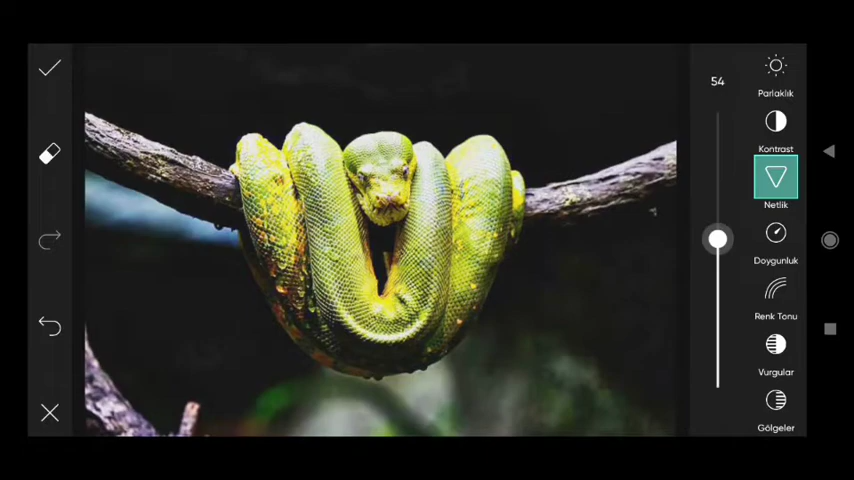 54
Parlaklık
Kontrast
Netlik
Doygunluk
Renk Tonu
Vurgular
Gölgeler